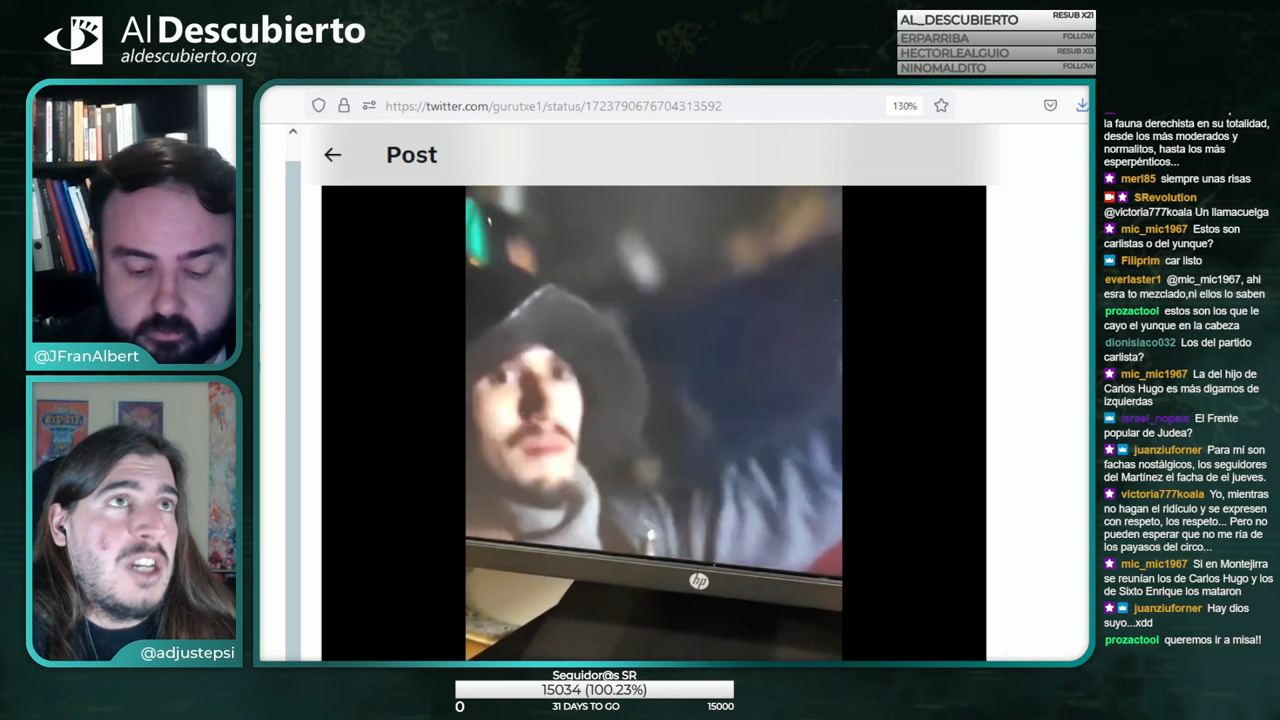 Al Descubierto
aldescubierto.org
AL_DESCUBIERTO RESUB X21
ERPARRIBA FOLLOW
HECTORLEALGUIO RESUB X13
NINOMALDITO FOLLOW
https://twitter.com/gurutxe1/status/1723790676704313592
130%
Post
hp
@JFranAlbert
@adjustepsi
la fauna derechista en su totalidad,
desde los más moderados y
normalitos, hasta los más
esperpénticos...
merl85 siempre unas risas
SRevolution
@victoria777koala Un llamacuelga
mic_mic1967 Estos son
carlistas o del yunque?
Filiprim car listo
everlaster1 @mic_mic1967, ahi
esra to mezclado,ni ellos lo saben
prozactool estos son los que le
cayo el yunque en la cabeza
dionisiaco032 Los del partido
carlista?
mic_mic1967 La del hijo de
Carlos Hugo es más digamos de
izquierdas
israel_nopais El Frente
popular de Judea?
juanziuforner Para mí son
fachas nostálgicos, los seguidores
del Martínez el facha de el jueves.
victoria777koala Yo, mientras
no hagan el ridículo y se expresen
con respeto, los respeto... Pero no
pueden esperar que no me ría de
los payasos del circo...
mic_mic1967 Si en Montejirra
se reunían los de Carlos Hugo y los
de Sixto Enrique los mataron
juanziuforner Hay dios
suyo...xdd
prozactool queremos ir a misa!!
Seguidor@s SR
15034 (100.23%)
0 31 DAYS TO GO 15000